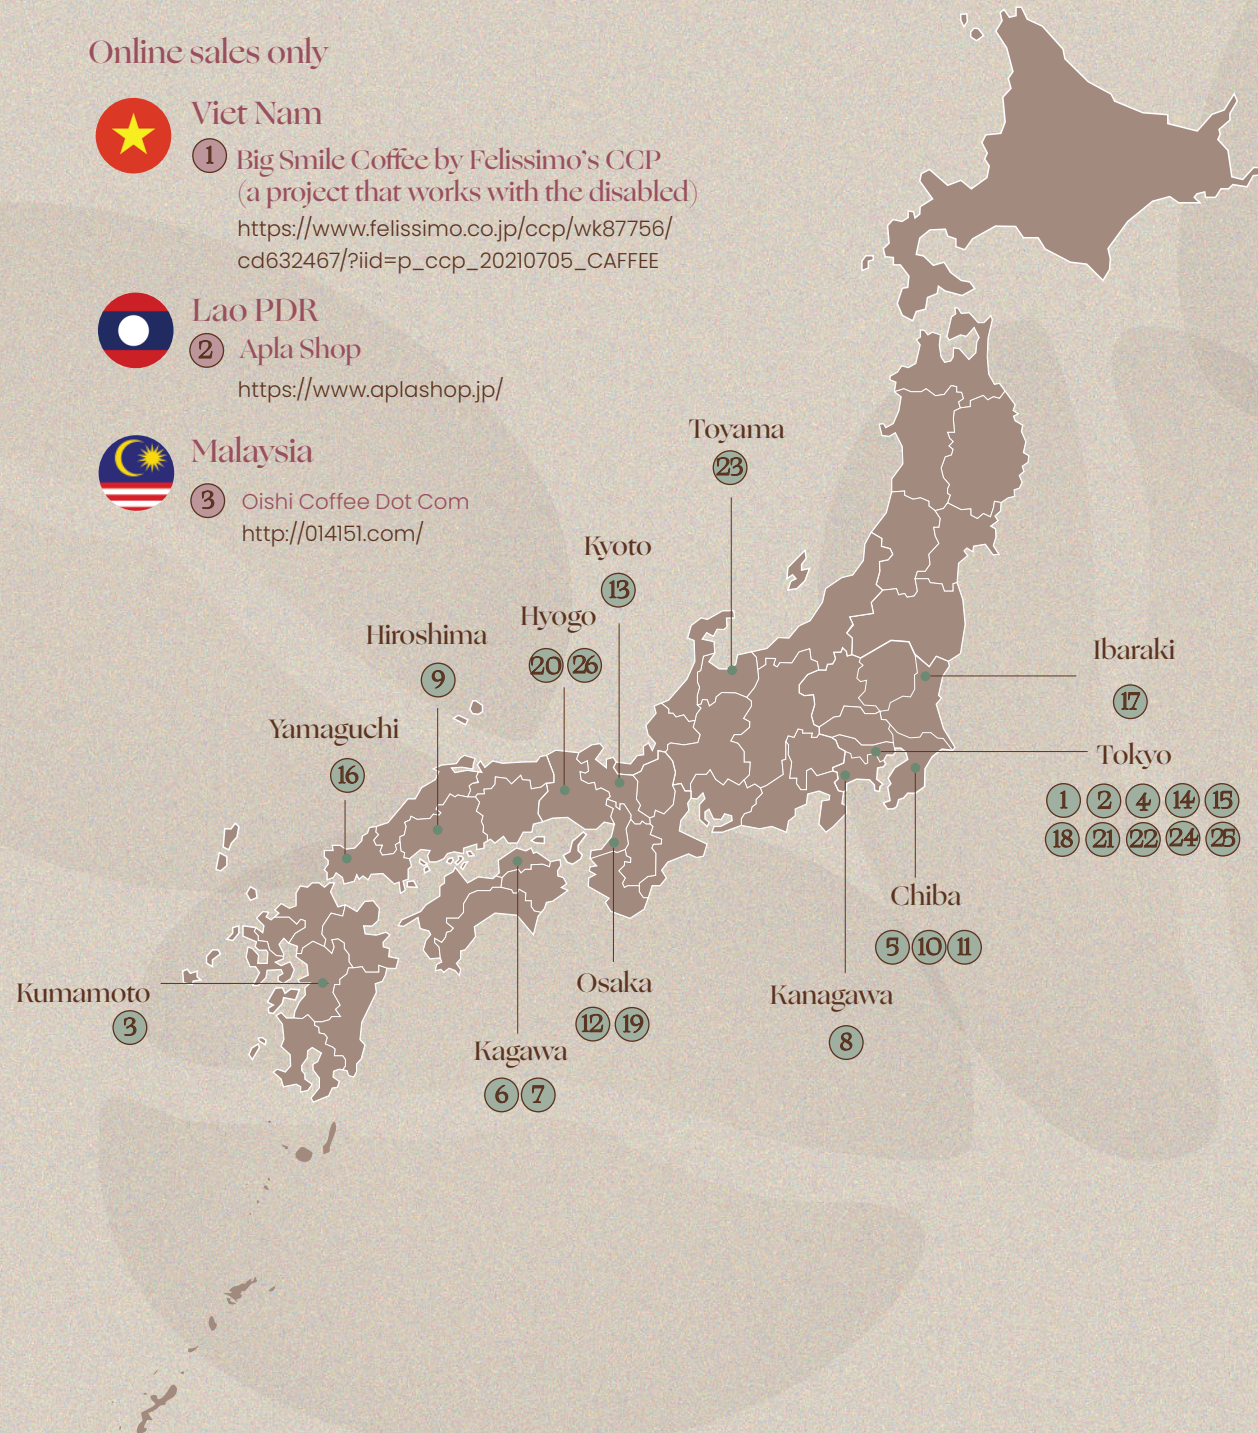 Online sales only
Viet Nam
1 Big Smile Coffee by Felissimo's CCP
(a project that works with the disabled)
https://www.felissimo.co.jp/ccp/wk87756/
cd632467/?iid=p_ccp_20210705_CAFFEE
Lao PDR
2 Apla Shop
https://www.aplashop.jp/
Malaysia
3 Oishi Coffee Dot Com
http://014151.com/
Toyama
23
Kyoto
13
Hyogo
20 26
Hiroshima
9
Yamaguchi
16
Ibaraki
17
Tokyo
1 2 4 14 15
18 21 22 24 25
Chiba
5 10 11
Kanagawa
8
Osaka
12 19
Kagawa
6 7
Kumamoto
3